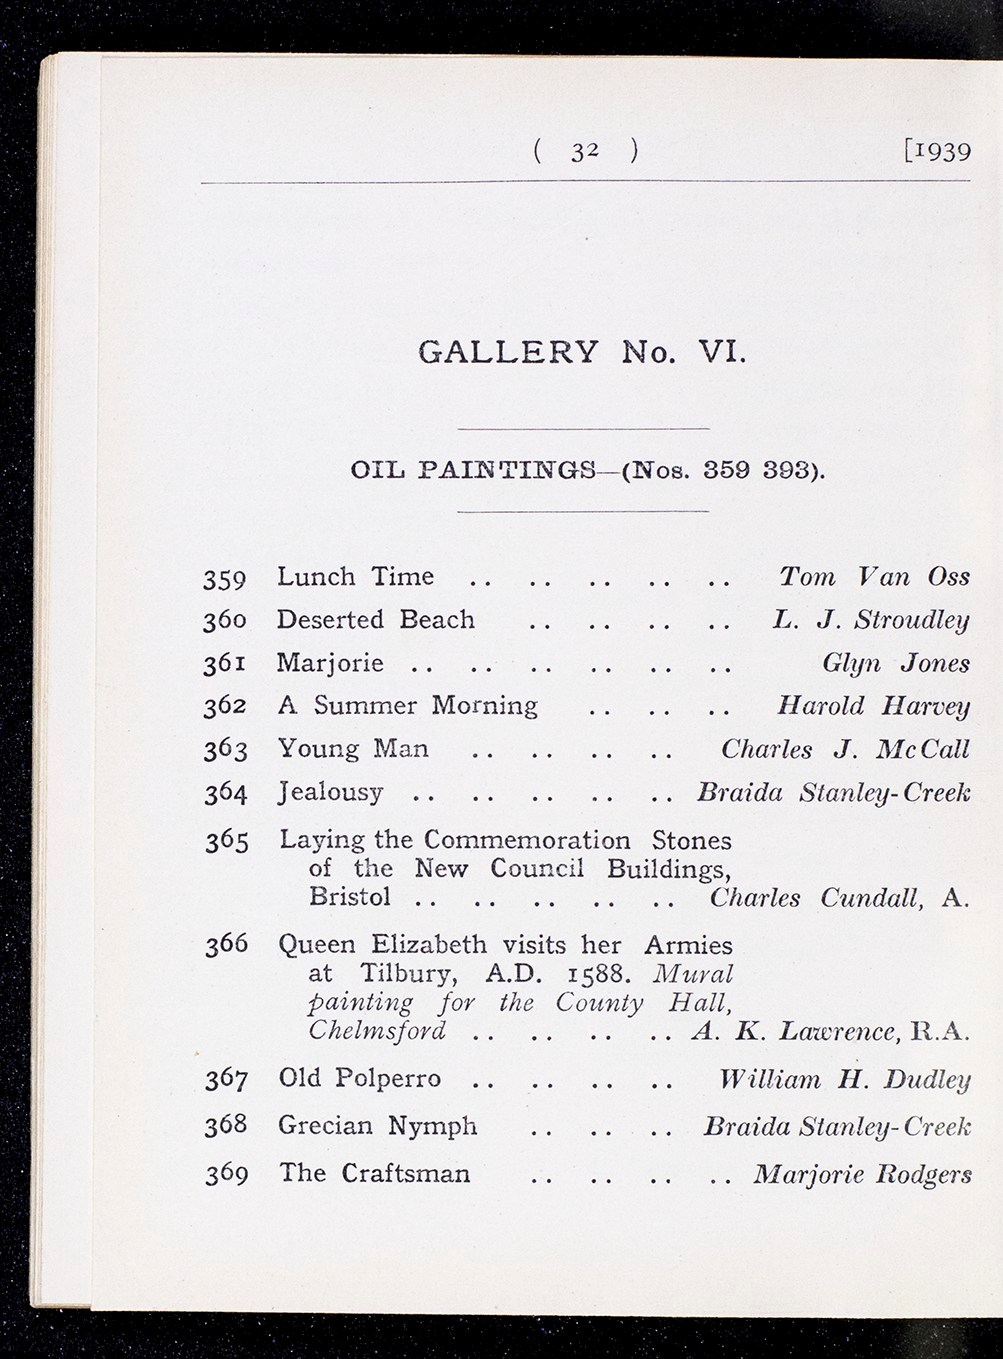 ( 32 ) [1939
GALLERY No. VI.
OIL PAINTINGS—(Nos. 359 393).
359 Lunch Time .. .. .. .. .. Tom Van Oss
360 Deserted Beach .. .. .. .. L. J. Stroudley
361 Marjorie .. .. .. .. .. .. Glyn Jones
362 A Summer Morning .. .. .. Harold Harvey
363 Young Man .. .. .. .. Charles J. McCall
364 Jealousy .. .. .. .. .. Braida Stanley-Creek
365 Laying the Commemoration Stones
of the New Council Buildings,
Bristol .. .. .. .. .. Charles Cundall, A.
366 Queen Elizabeth visits her Armies
at Tilbury, A.D. 1588. Mural
painting for the County Hall,
Chelmsford .. .. .. .. A. K. Lawrence, R.A.
367 Old Polperro .. .. .. .. William H. Dudley
368 Grecian Nymph .. .. .. Braida Stanley-Creek
369 The Craftsman .. .. .. .. Marjorie Rodgers